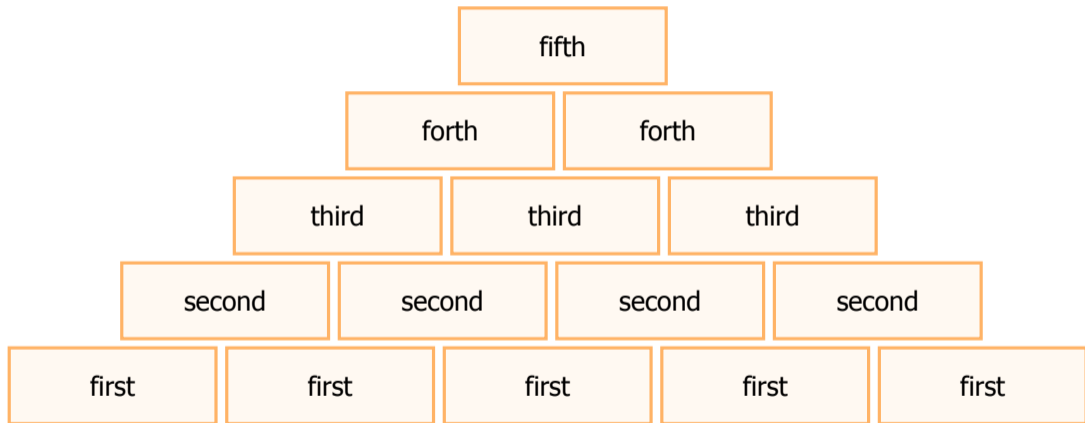 fifth
forth forth
third third third
second second second second
first first first first first